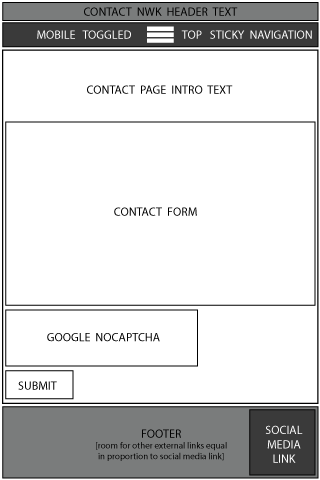 CONTACT NWK HEADER TEXT
MOBILE TOGGLED TOP STICKY NAVIGATION
CONTACT PAGE INTRO TEXT
CONTACT FORM
GOOGLE NOCAPTCHA
SUBMIT
FOOTER
[room for other external links equal
in proportion to social media link]
SOCIAL
MEDIA
LINK